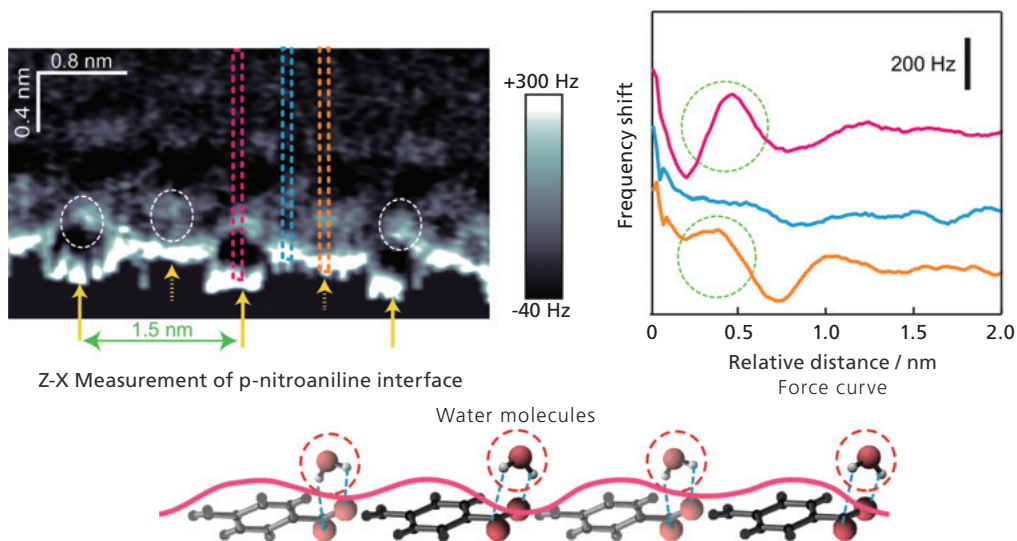 0.8 nm
0.4 nm
+300 Hz
-40 Hz
1.5 nm
Z-X Measurement of p-nitroaniline interface
200 Hz
Frequency shift
0 0.5 1.0 1.5 2.0
Relative distance / nm
Force curve
Water molecules